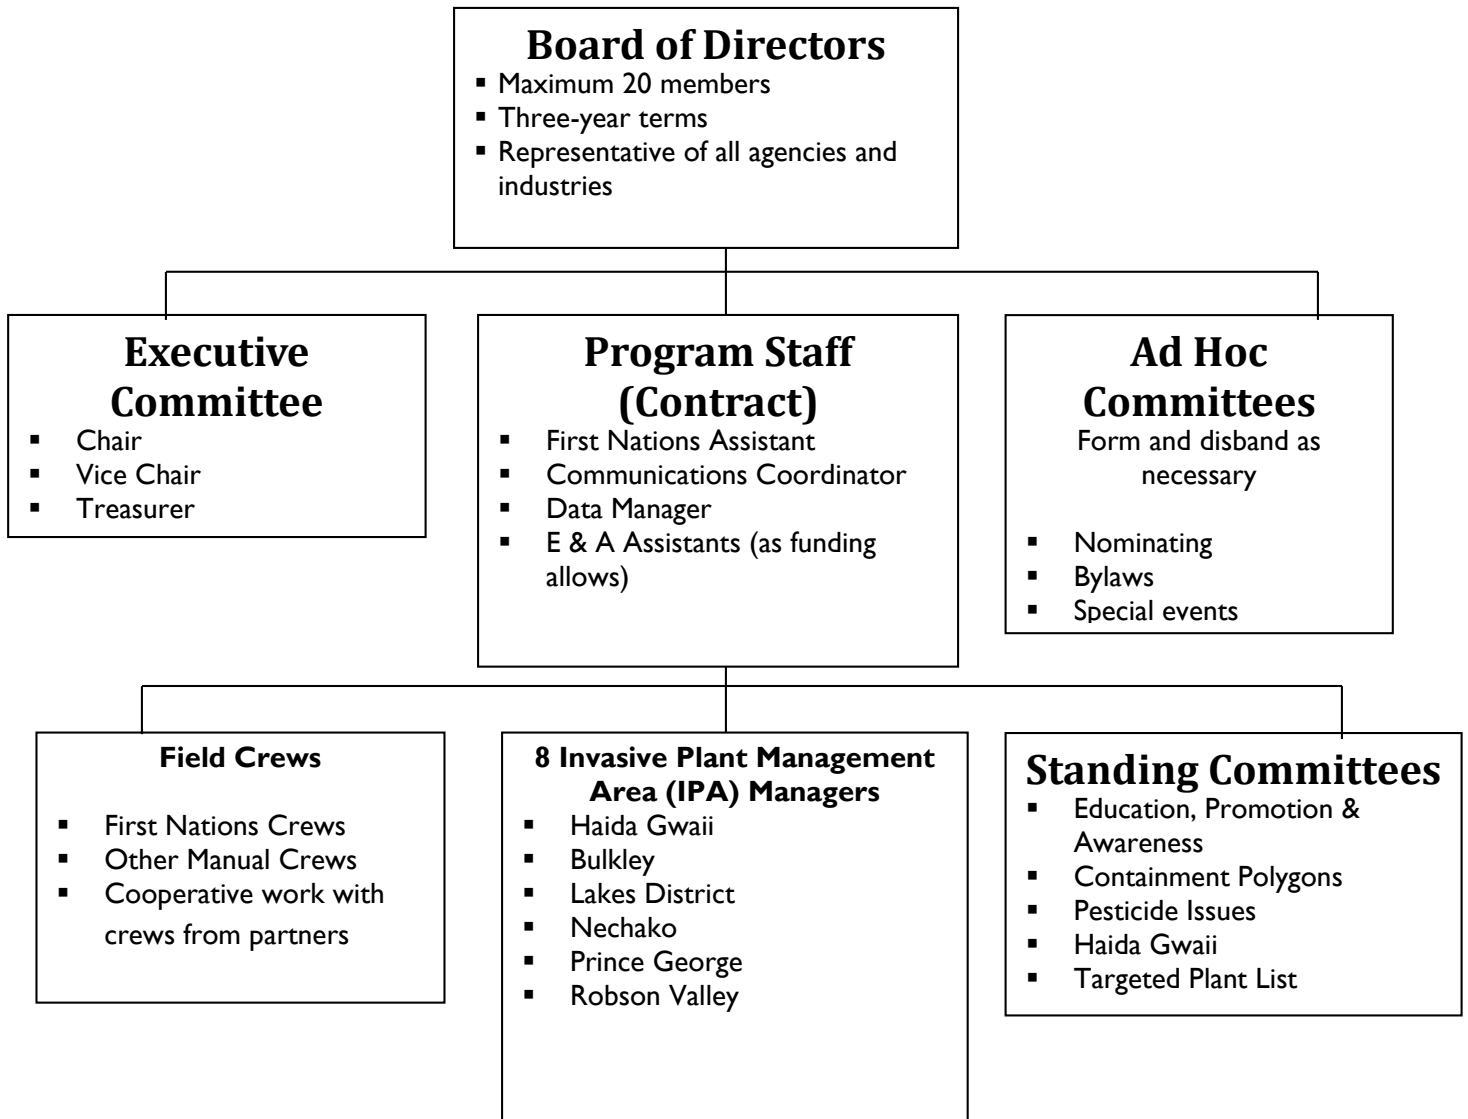 Board of Directors
▪ Maximum 20 members
▪ Three-year terms
▪ Representative of all agencies and
industries
Executive
Committee
▪ Chair
▪ Vice Chair
▪ Treasurer
Program Staff
(Contract)
▪ First Nations Assistant
▪ Communications Coordinator
▪ Data Manager
▪ E & A Assistants (as funding
allows)
Ad Hoc
Committees
Form and disband as
necessary
▪ Nominating
▪ Bylaws
▪ Special events
Field Crews
▪ First Nations Crews
▪ Other Manual Crews
▪ Cooperative work with
crews from partners
8 Invasive Plant Management
Area (IPA) Managers
▪ Haida Gwaii
▪ Bulkley
▪ Lakes District
▪ Nechako
▪ Prince George
▪ Robson Valley
Standing Committees
▪ Education, Promotion &
Awareness
▪ Containment Polygons
▪ Pesticide Issues
▪ Haida Gwaii
▪ Targeted Plant List